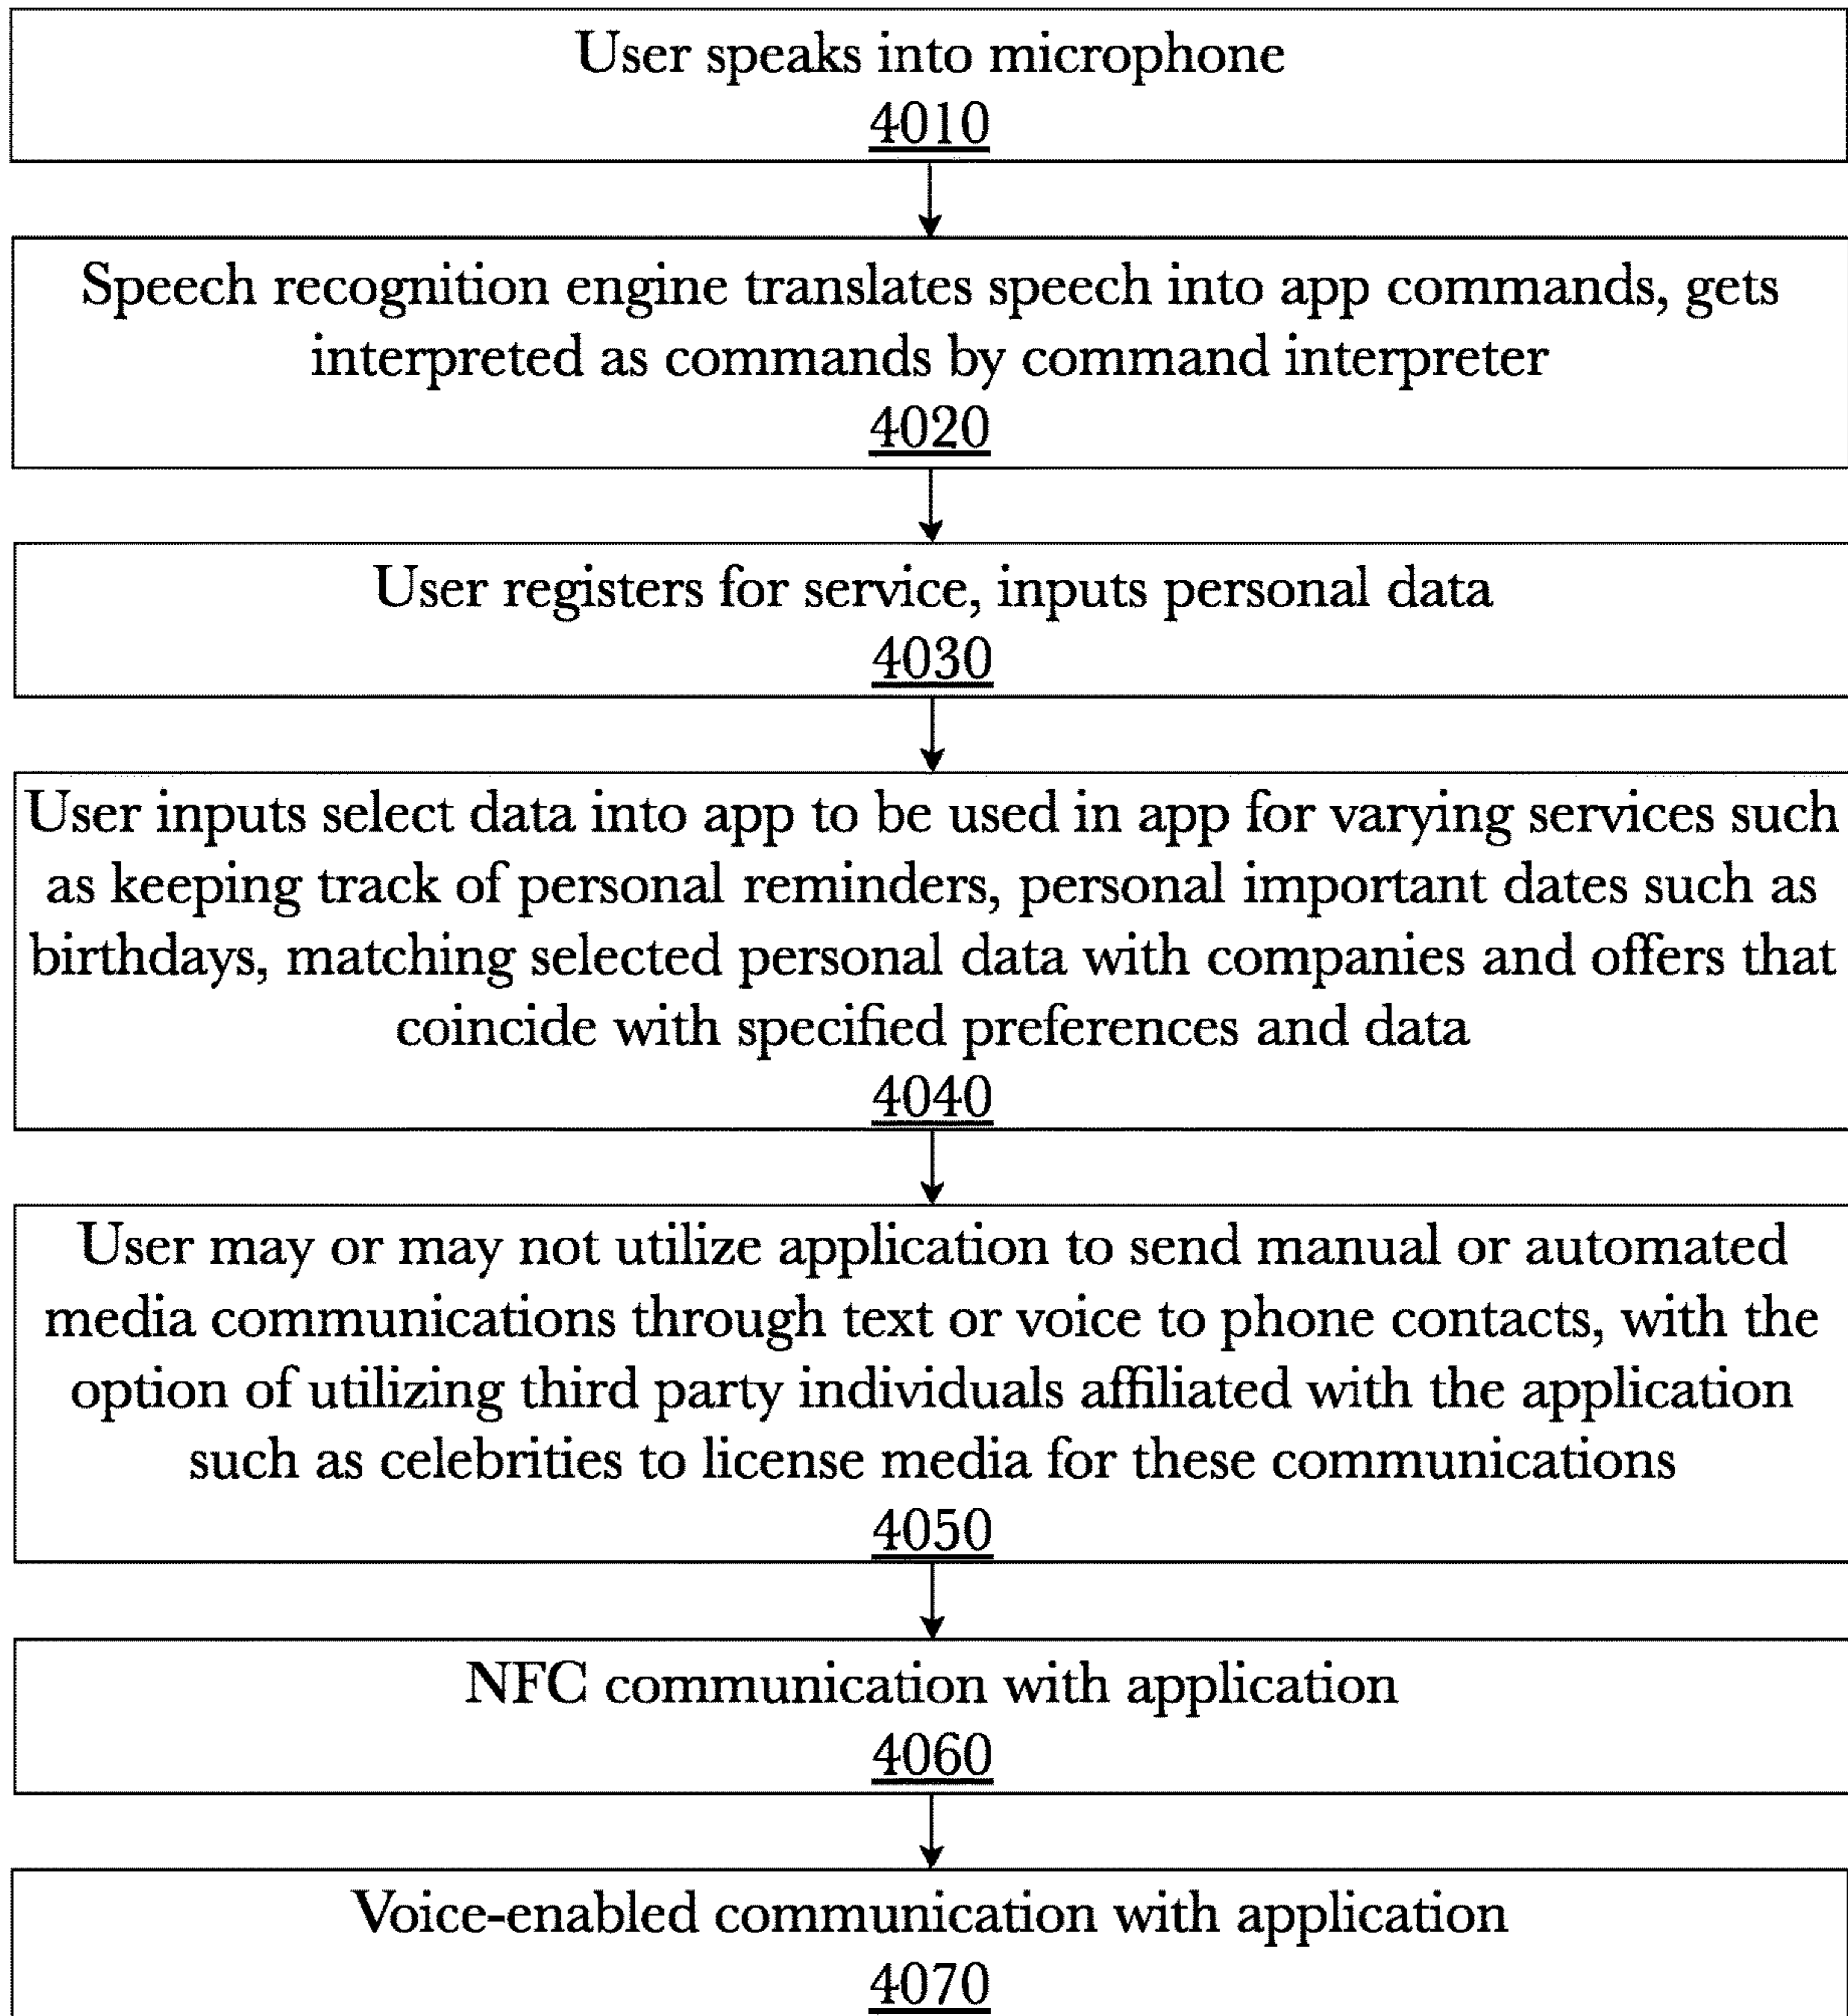 User speaks into microphone
4010
Speech recognition engine translates speech into app commands, gets
interpreted as commands by command interpreter
4020
User registers for service, inputs personal data
4030
User inputs select data into app to be used in app for varying services such
as keeping track of personal reminders, personal important dates such as
birthdays, matching selected personal data with companies and offers that
coincide with specified preferences and data
4040
User may or may not utilize application to send manual or automated
media communications through text or voice to phone contacts, with the
option of utilizing third party individuals affiliated with the application
such as celebrities to license media for these communications
4050
NFC communication with application
4060
Voice-enabled communication with application
4070